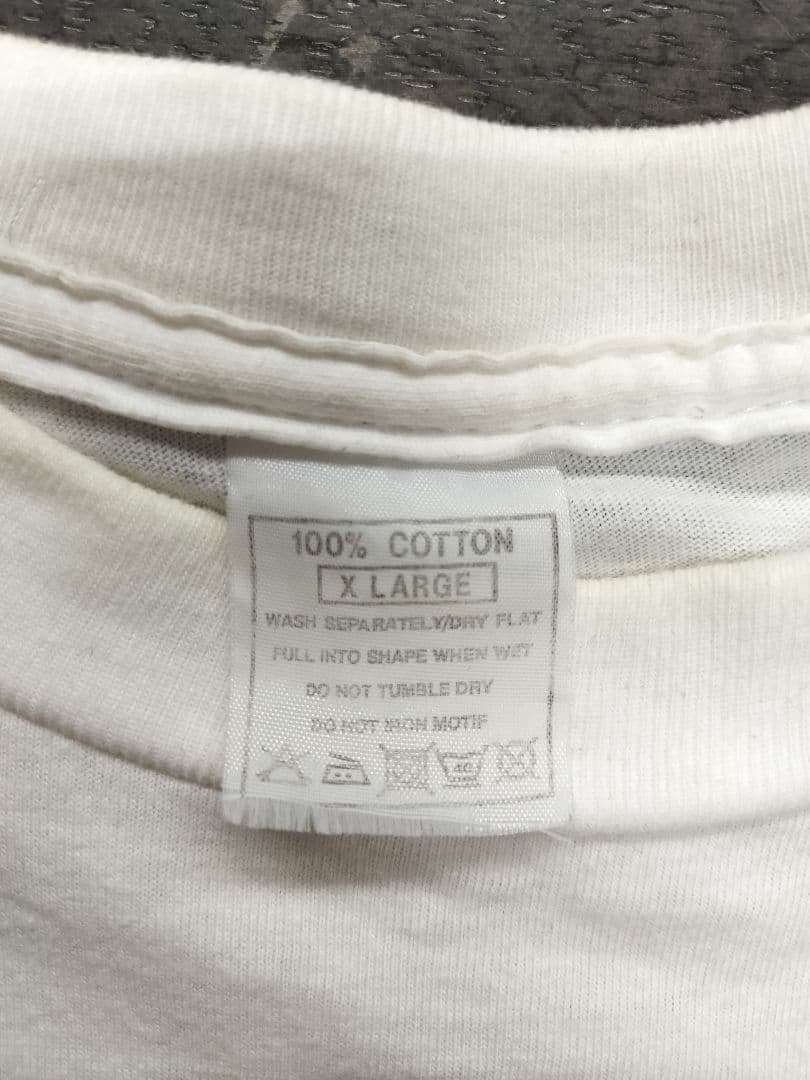 100% COTTON
X LARGE
WASH SEPARATELY/DRY FLAT
PULL INTO SHAPE WHEN WET
DO NOT TUMBLE DRY
DO NOT IRON MOTIF
40